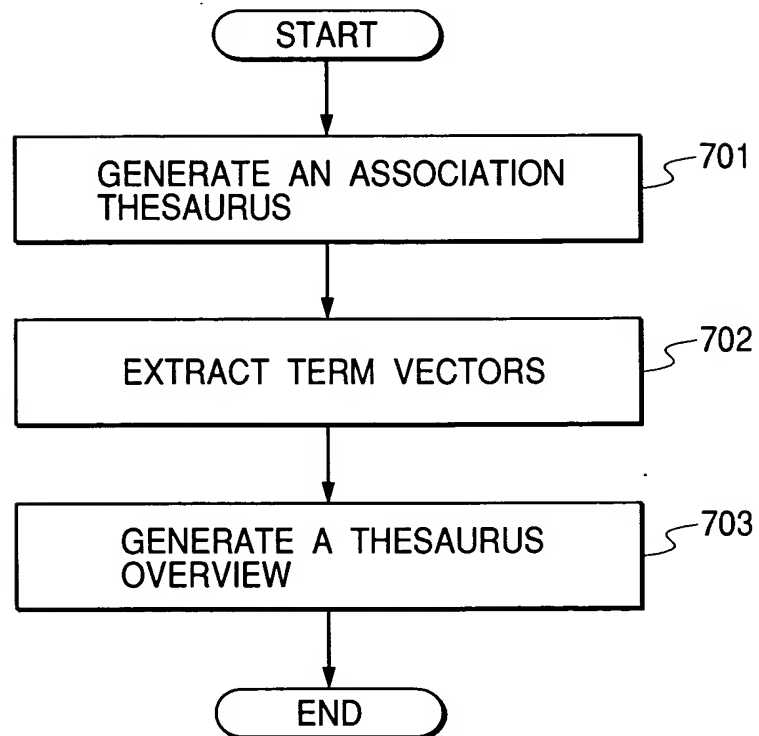 START
GENERATE AN ASSOCIATION
THESAURUS
701
EXTRACT TERM VECTORS
702
GENERATE A THESAURUS
OVERVIEW
703
END